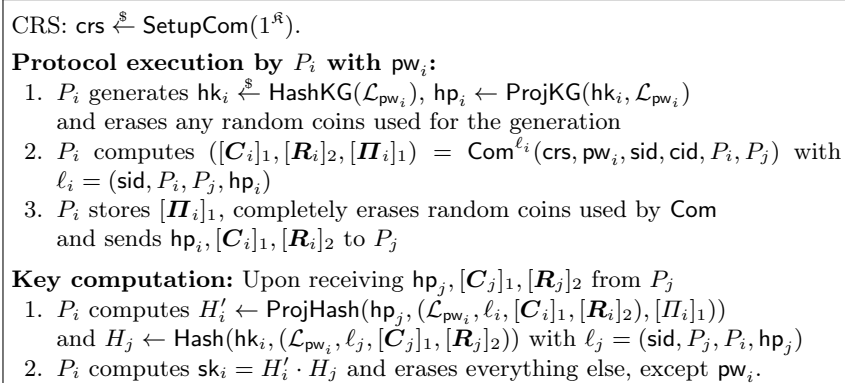 CRS: crs ←$ SetupCom(1^𝔎).
Protocol execution by P_i with pw_i:
1. P_i generates hk_i ←$ HashKG(ℒ_{pw_i}), hp_i ← ProjKG(hk_i, ℒ_{pw_i})
and erases any random coins used for the generation
2. P_i computes ([C_i]_1, [R_i]_2, [Π_i]_1) = Com^{ℓ_i}(crs, pw_i, sid, cid, P_i, P_j) with
ℓ_i = (sid, P_i, P_j, hp_i)
3. P_i stores [Π_i]_1, completely erases random coins used by Com
and sends hp_i, [C_i]_1, [R_i]_2 to P_j
Key computation: Upon receiving hp_j, [C_j]_1, [R_j]_2 from P_j
1. P_i computes H'_i ← ProjHash(hp_j, (ℒ_{pw_i}, ℓ_i, [C_i]_1, [R_i]_2), [Π_i]_1))
and H_j ← Hash(hk_i, (ℒ_{pw_i}, ℓ_j, [C_j]_1, [R_j]_2)) with ℓ_j = (sid, P_j, P_i, hp_j)
2. P_i computes sk_i = H'_i · H_j and erases everything else, except pw_i.